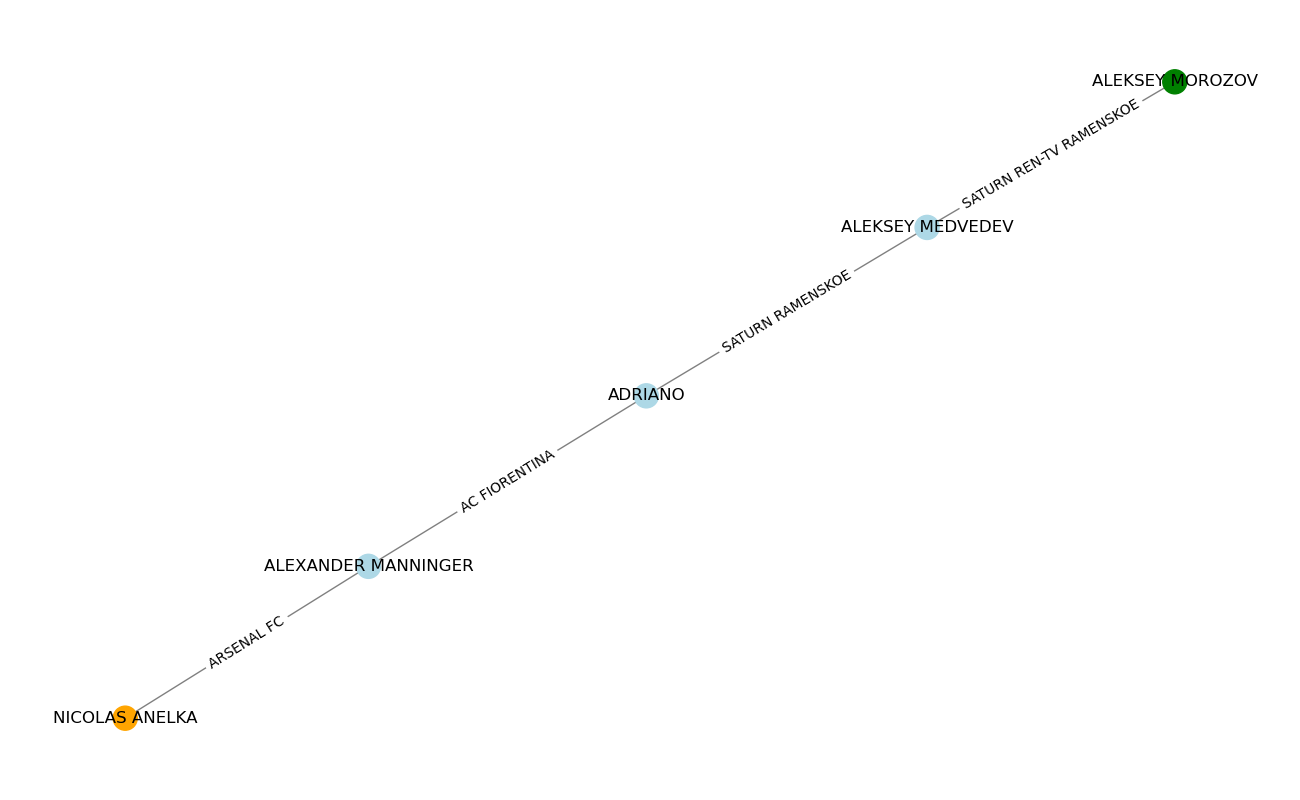 ALEKSEY MOROZOV
SATURN REN-TV RAMENSKOE
ALEKSEY MEDVEDEV
SATURN RAMENSKOE
ADRIANO
AC FIORENTINA
ALEXANDER MANNINGER
ARSENAL FC
NICOLAS ANELKA